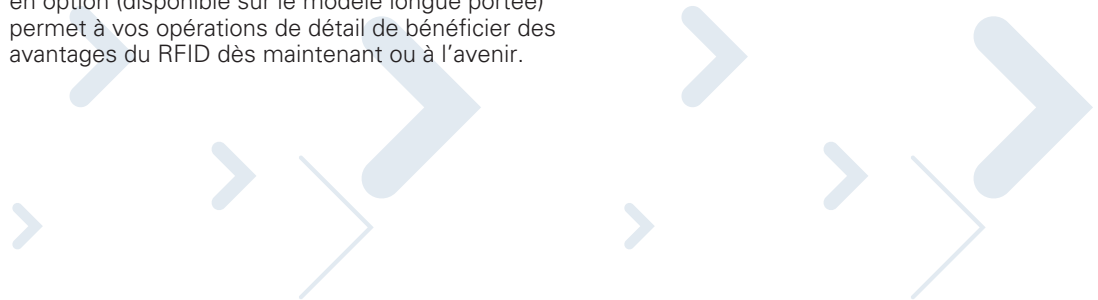 en option (disponible sur le modèle longue portée)
permet à vos opérations de détail de bénéficier des
avantages du RFID dès maintenant ou à l’avenir.